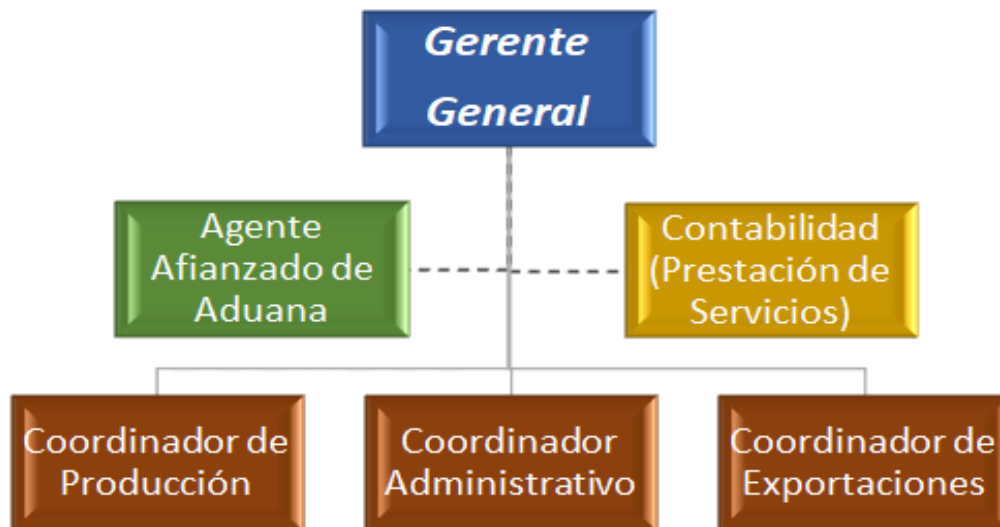 Gerente
General
Agente
Afianzado de
Aduana
Contabilidad
(Prestación de
Servicios)
Coordinador de
Producción
Coordinador
Administrativo
Coordinador de
Exportaciones